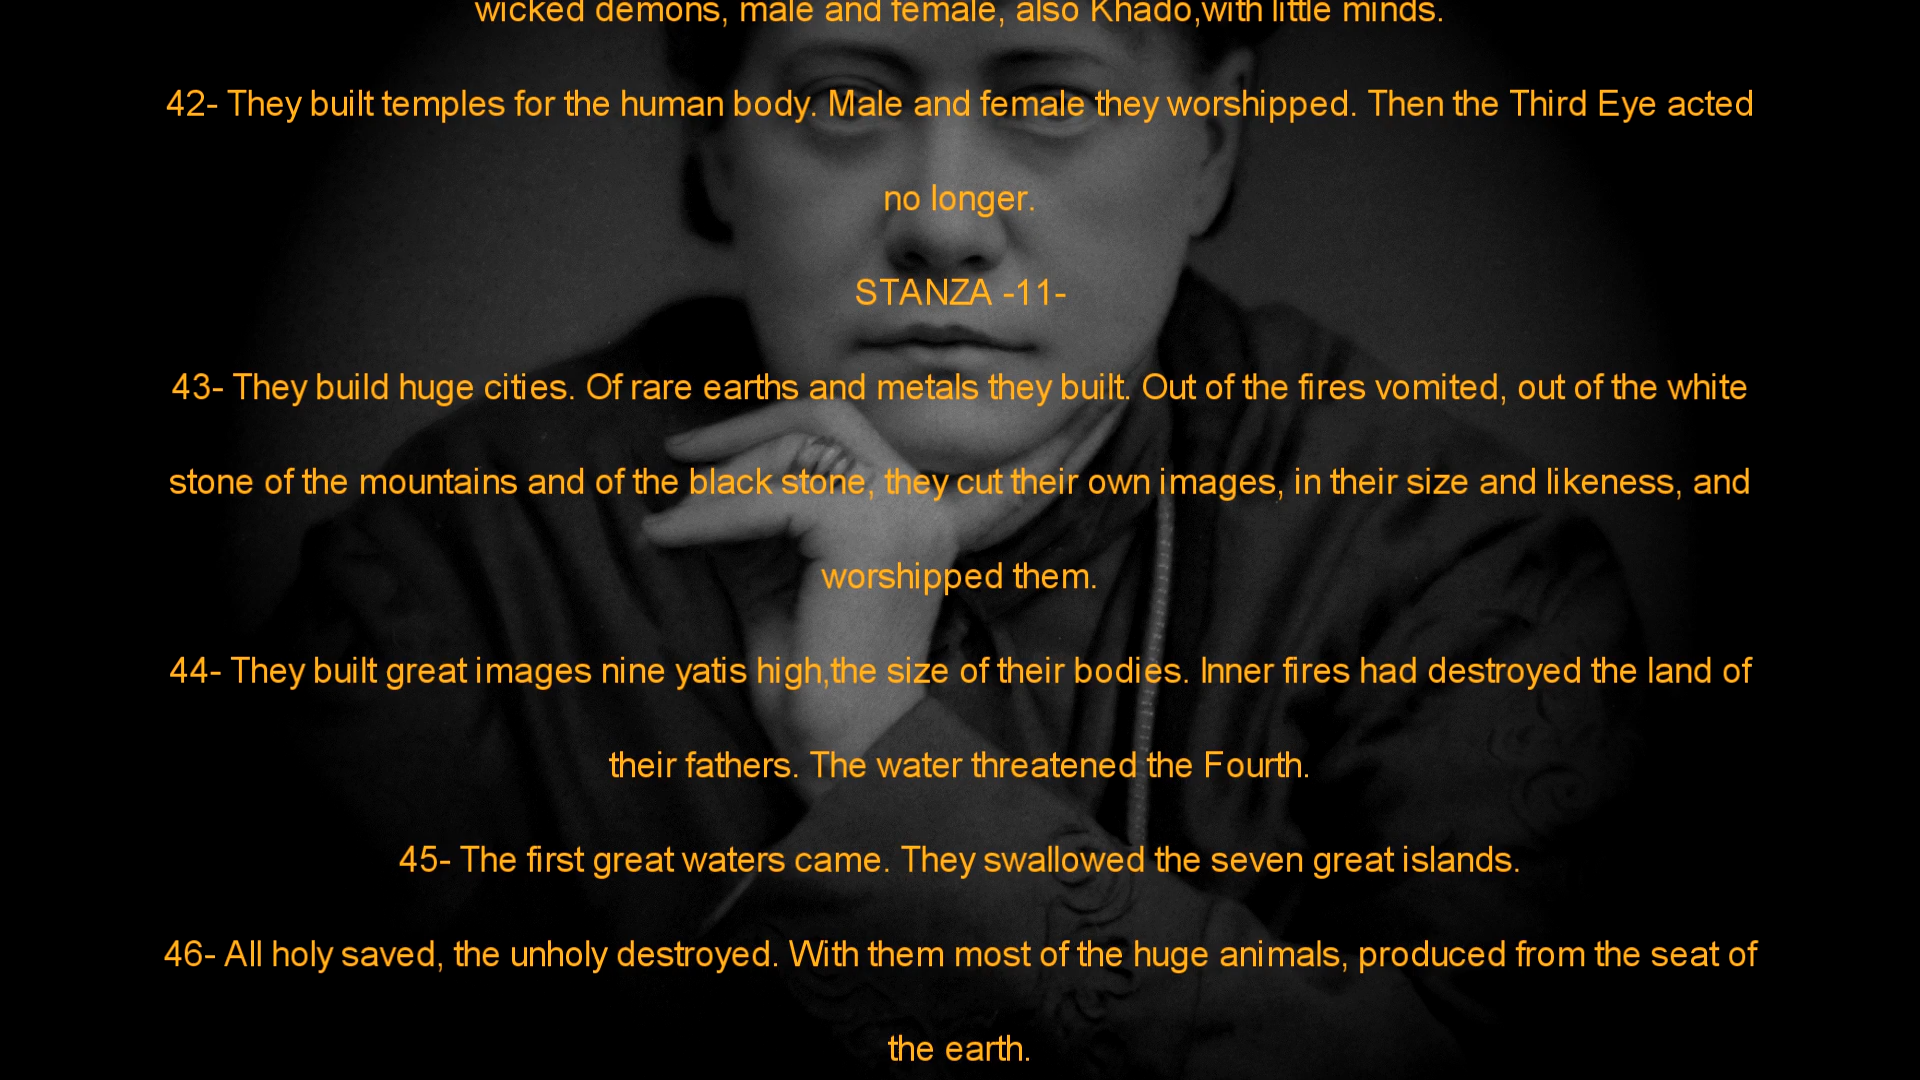 wicked demons, male and female, also Khado,with little minds.
42- They built temples for the human body. Male and female they worshipped. Then the Third Eye acted
no longer.
STANZA -11-
43- They build huge cities. Of rare earths and metals they built. Out of the fires vomited, out of the white
stone of the mountains and of the black stone, they cut their own images, in their size and likeness, and
worshipped them.
44- They built great images nine yatis high,the size of their bodies. Inner fires had destroyed the land of
their fathers. The water threatened the Fourth.
45- The first great waters came. They swallowed the seven great islands.
46- All holy saved, the unholy destroyed. With them most of the huge animals, produced from the seat of
the earth.